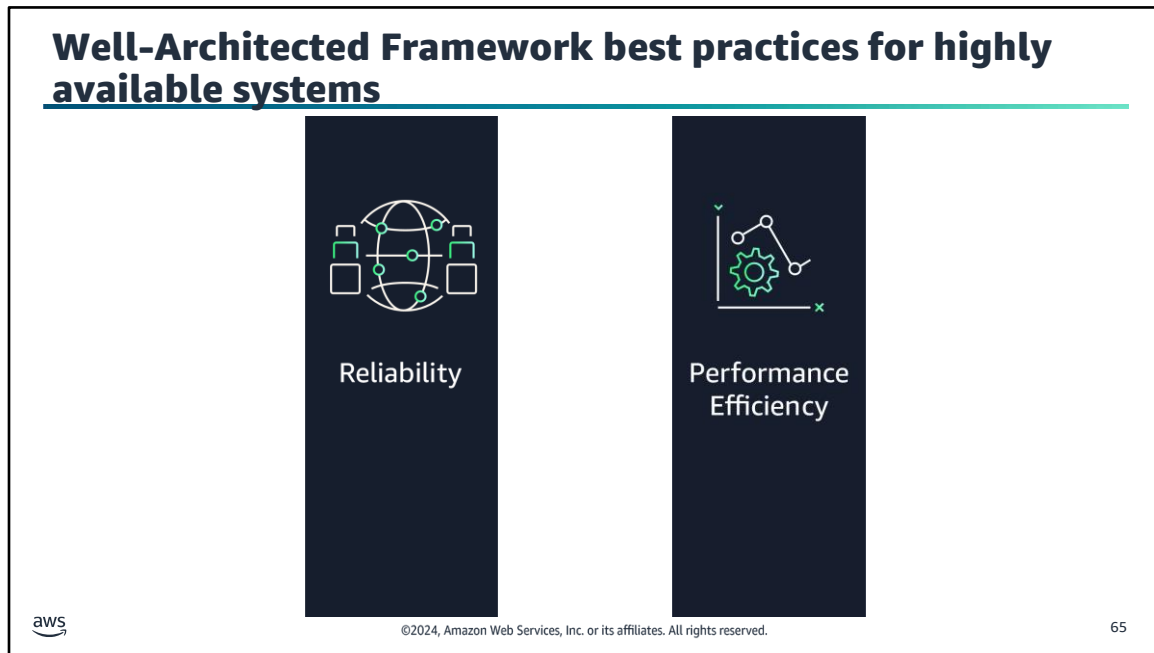 Well-Architected Framework best practices for highly
available systems
Reliability
Performance
Efficiency
aws
©2024, Amazon Web Services, Inc. or its affiliates. All rights reserved.
65